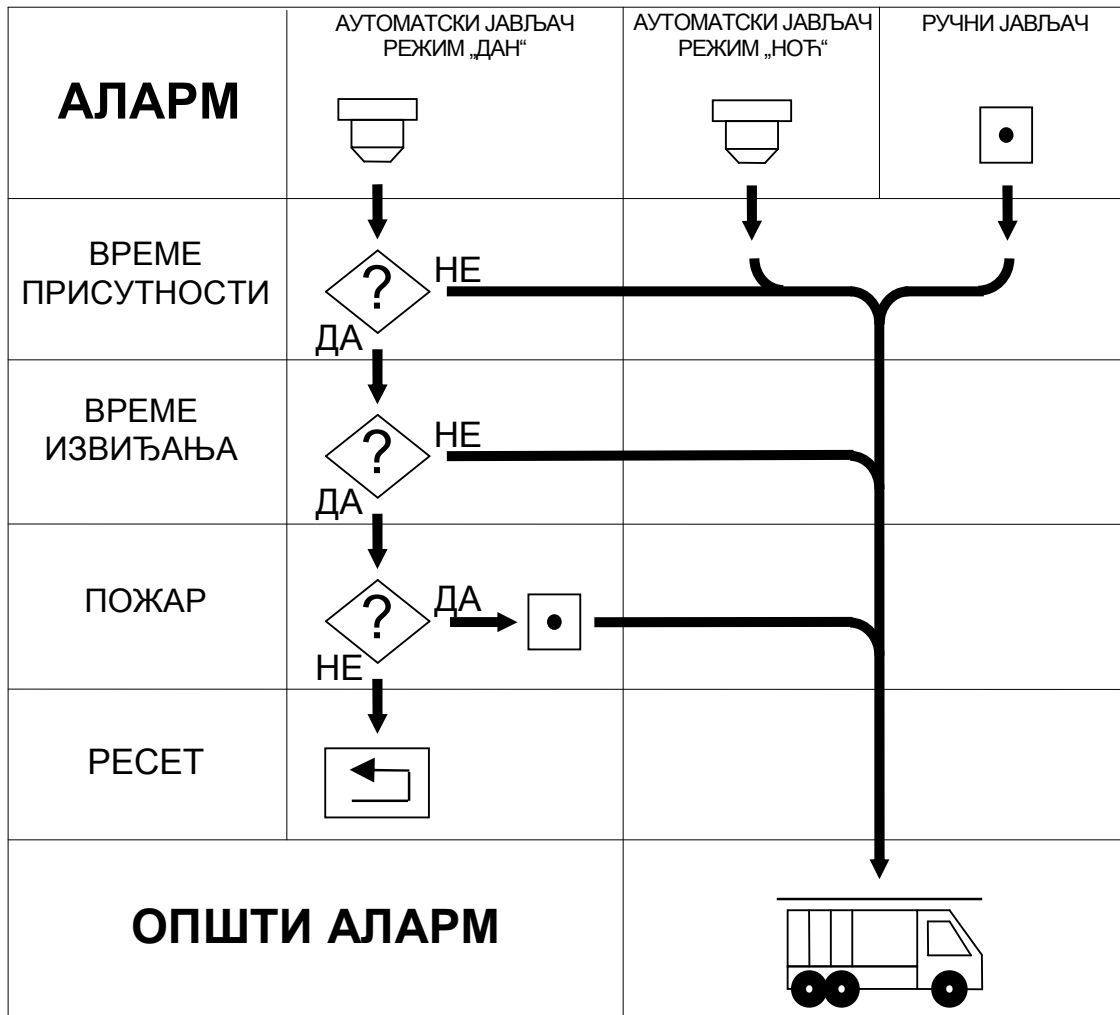 АУТОМАТСКИ ЈАВЉАЧ
РЕЖИМ „ДАН“
АУТОМАТСКИ ЈАВЉАЧ
РЕЖИМ „НОЋ“
РУЧНИ ЈАВЉАЧ
АЛАРМ
ВРЕМЕ
ПРИСУТНОСТИ
?
НЕ
ДА
ВРЕМЕ
ИЗВИЂАЊА
?
НЕ
ДА
ПОЖАР
?
ДА
НЕ
РЕСЕТ
ОПШТИ АЛАРМ